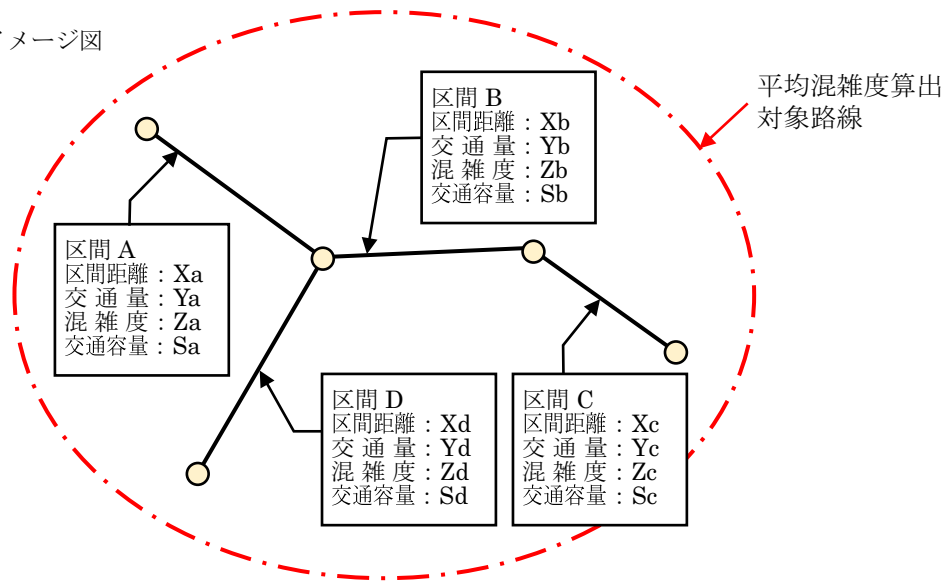 メージ図
平均混雑度算出
対象路線
区間 B
区間距離：Xb
交 通 量：Yb
混 雑 度：Zb
交通容量：Sb
区間 A
区間距離：Xa
交 通 量：Ya
混 雑 度：Za
交通容量：Sa
区間 D
区間距離：Xd
交 通 量：Yd
混 雑 度：Zd
交通容量：Sd
区間 C
区間距離：Xc
交 通 量：Yc
混 雑 度：Zc
交通容量：Sc